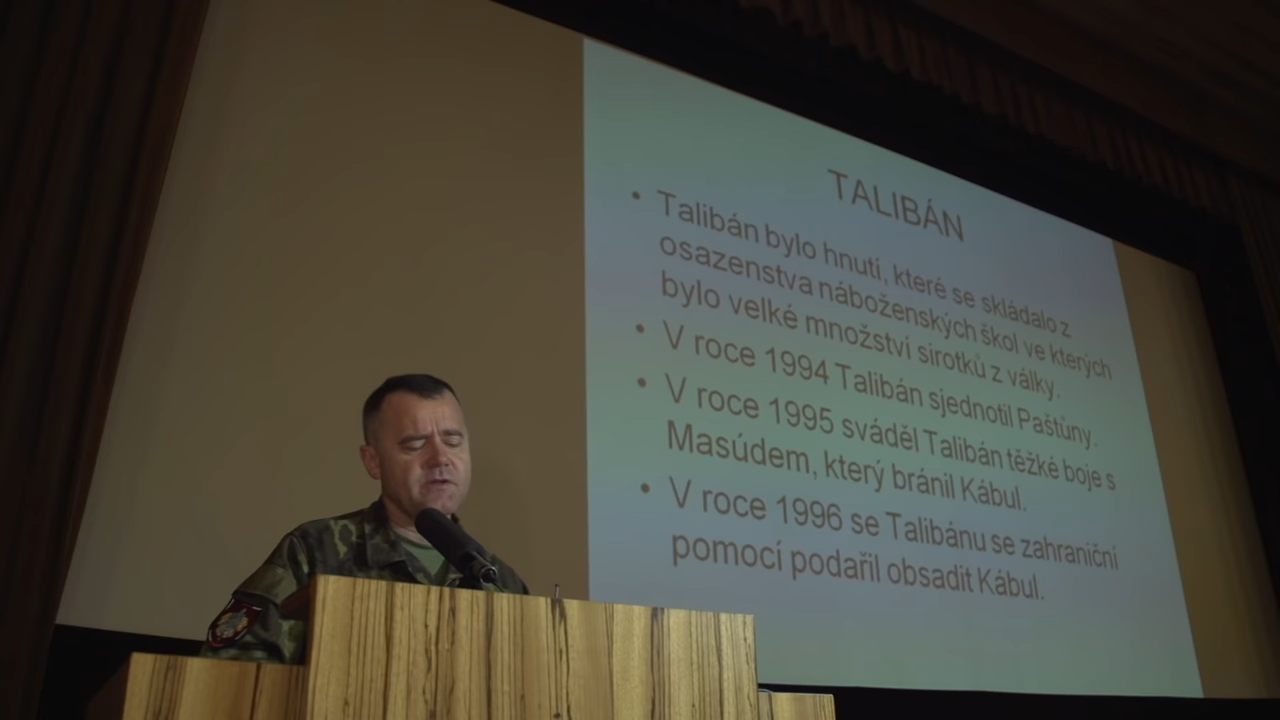 TALIBÁN
• Talibán bylo hnutí, které se skládalo z
osazenstva náboženských škol ve kterých
bylo velké množství sirotků z války.
• V roce 1994 Talibán sjednotil Paštůny.
• V roce 1995 sváděl Talibán těžké boje s
Masúdem, který bránil Kábul.
• V roce 1996 se Talibánu se zahraniční
pomocí podařil obsadit Kábul.